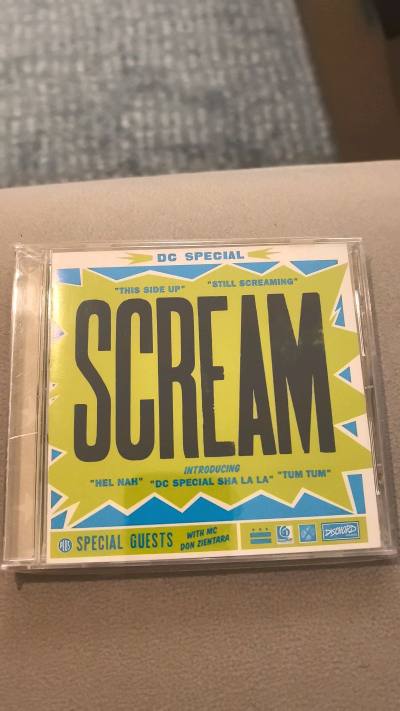 DC SPECIAL
"THIS SIDE UP" "STILL SCREAMING"
SCREAM
INTRODUCING
"HEL NAH" "DC SPECIAL SHA LA LA" "TUM TUM"
PLUS SPECIAL GUESTS WITH MC
DON ZIENTARA
DISCHORD